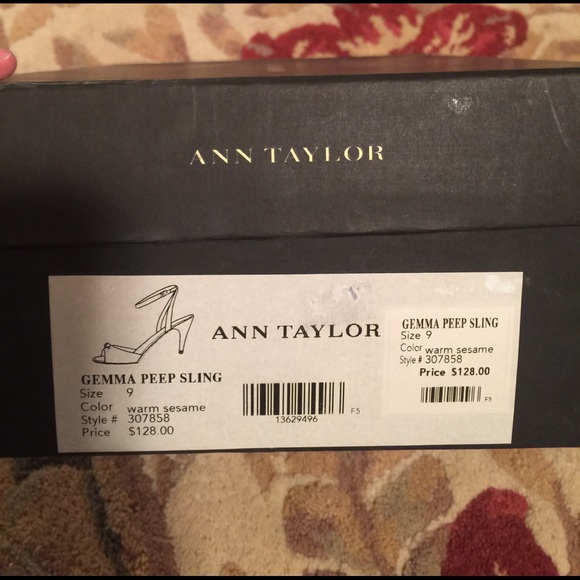 ANN TAYLOR
ANN TAYLOR
GEMMA PEEP SLING
Size 9
Color warm sesame
Style # 307858
Price $128.00
13629496
F5
GEMMA PEEP SLING
Size 9
Color warm sesame
Style # 307858
Price $128.00
F5